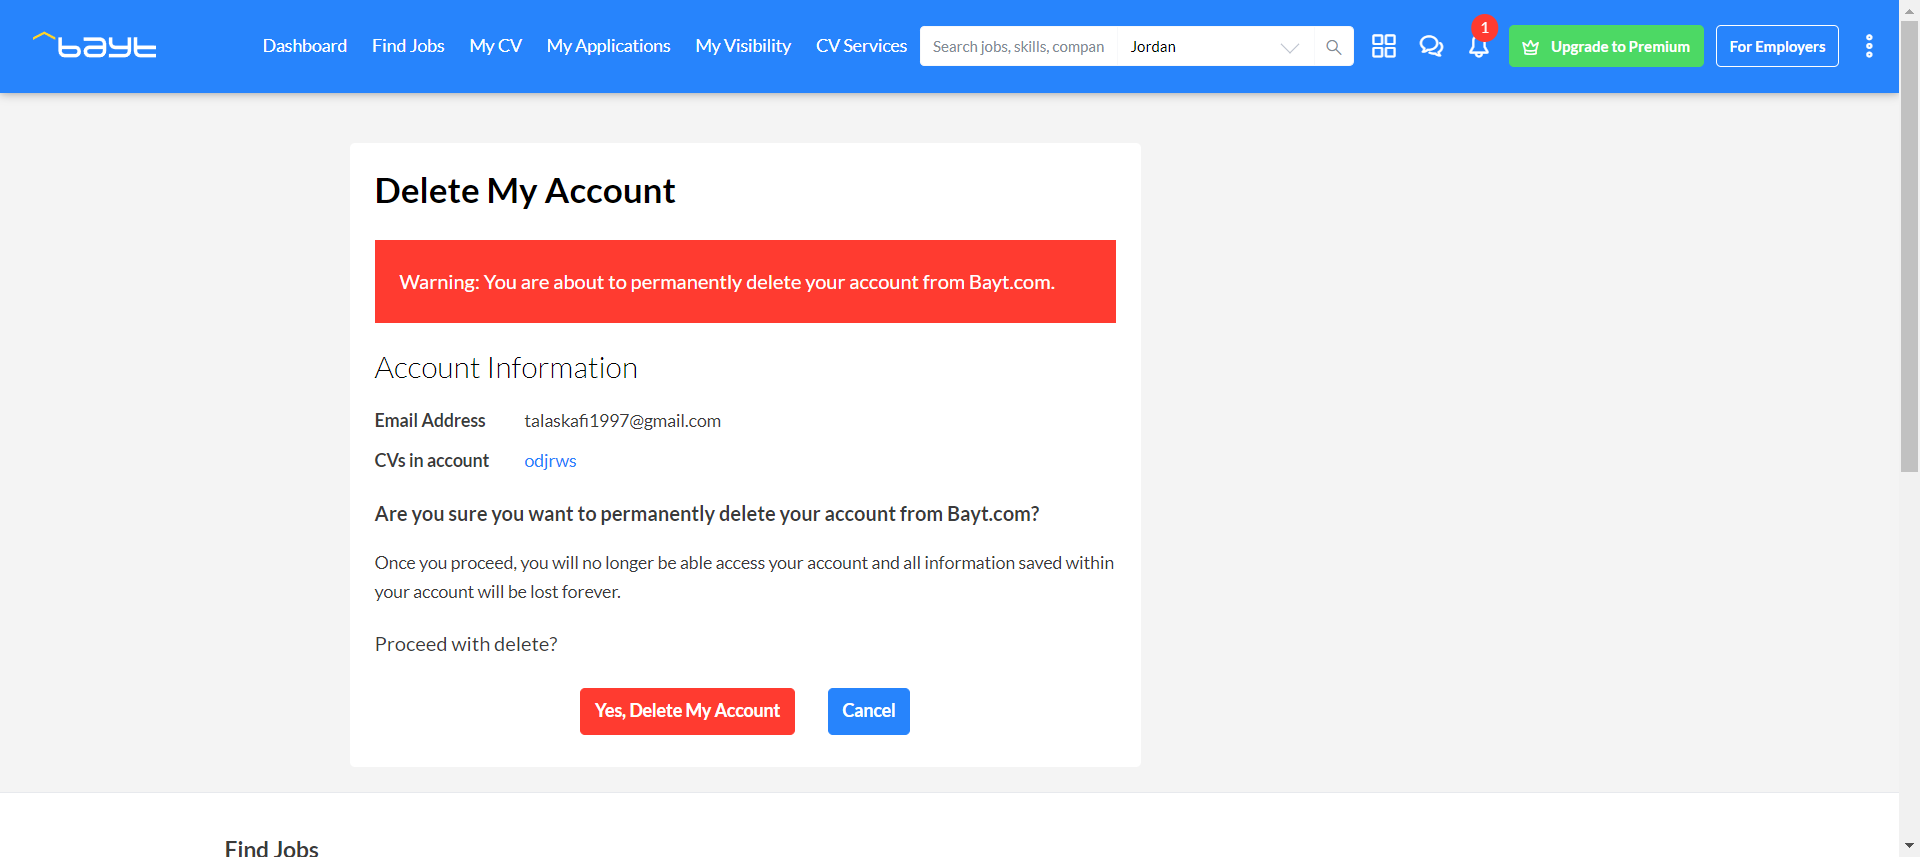 bayt
Dashboard
Find Jobs
My CV
My Applications
My Visibility
CV Services
Search jobs, skills, compan
Jordan
1
Upgrade to Premium
For Employers
Delete My Account
Warning: You are about to permanently delete your account from Bayt.com.
Account Information
Email Address talaskafi1997@gmail.com
CVs in account odjrws
Are you sure you want to permanently delete your account from Bayt.com?
Once you proceed, you will no longer be able access your account and all information saved within
your account will be lost forever.
Proceed with delete?
Yes, Delete My Account
Cancel
Find Jobs